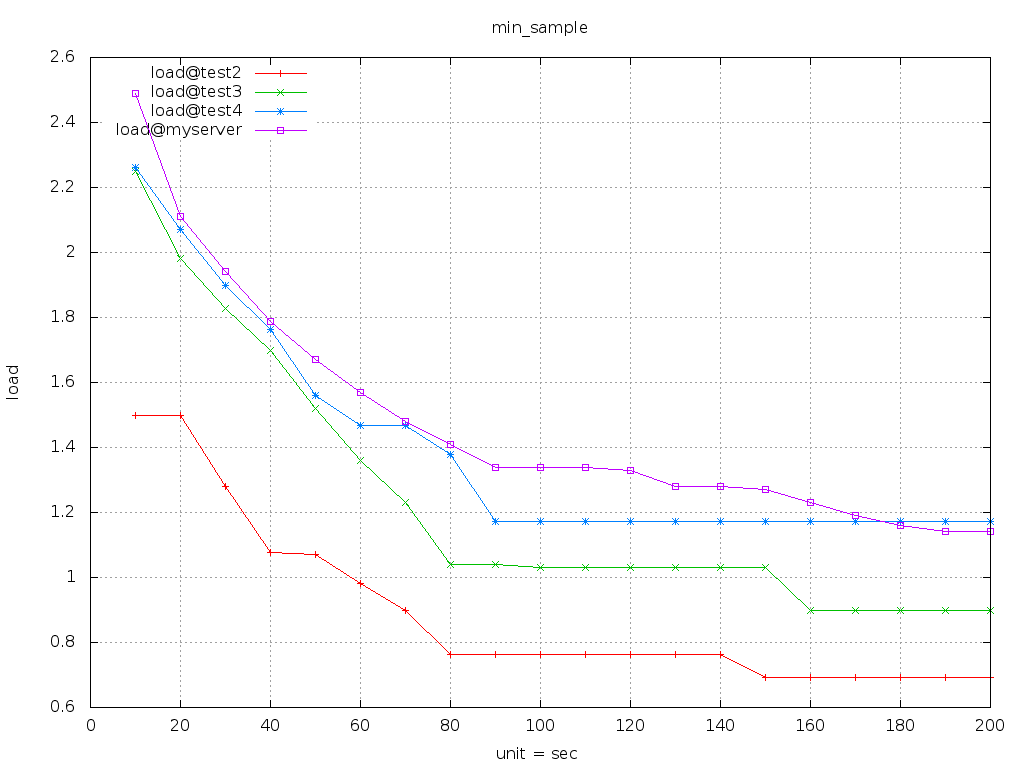 min_sample
2.6
2.4
2.2
2
1.8
1.6
1.4
1.2
1
0.8
0.6
load
load@test2
load@test3
load@test4
load@myserver
0 20 40 60 80 100 120 140 160 180 200
unit = sec